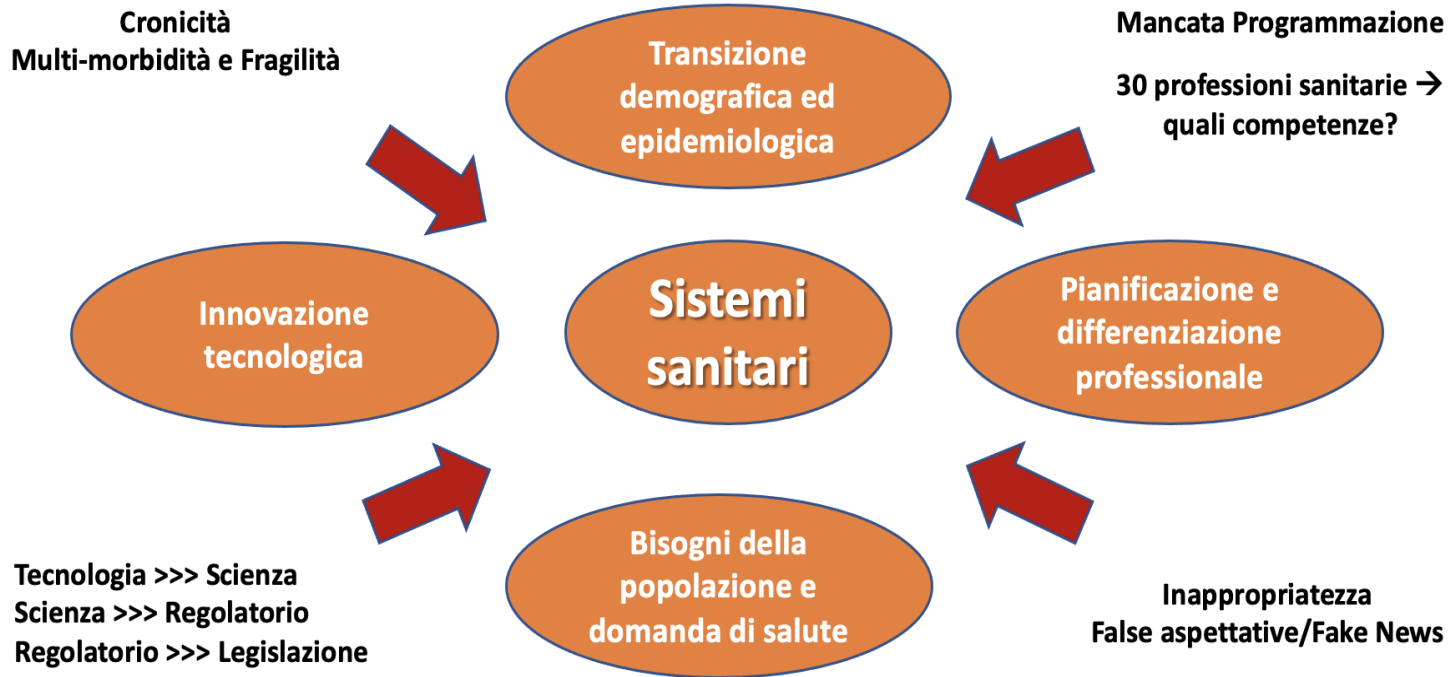 Cronicità
Multi-morbidità e Fragilità
Transizione
demografica ed
epidemiologica
Mancata Programmazione
30 professioni sanitarie →
quali competenze?
Innovazione
tecnologica
Sistemi
sanitari
Pianificazione e
differenziazione
professionale
Tecnologia >>> Scienza
Scienza >>> Regolatorio
Regolatorio >>> Legislazione
Bisogni della
popolazione e
domanda di salute
Inappropriatezza
False aspettative/Fake News